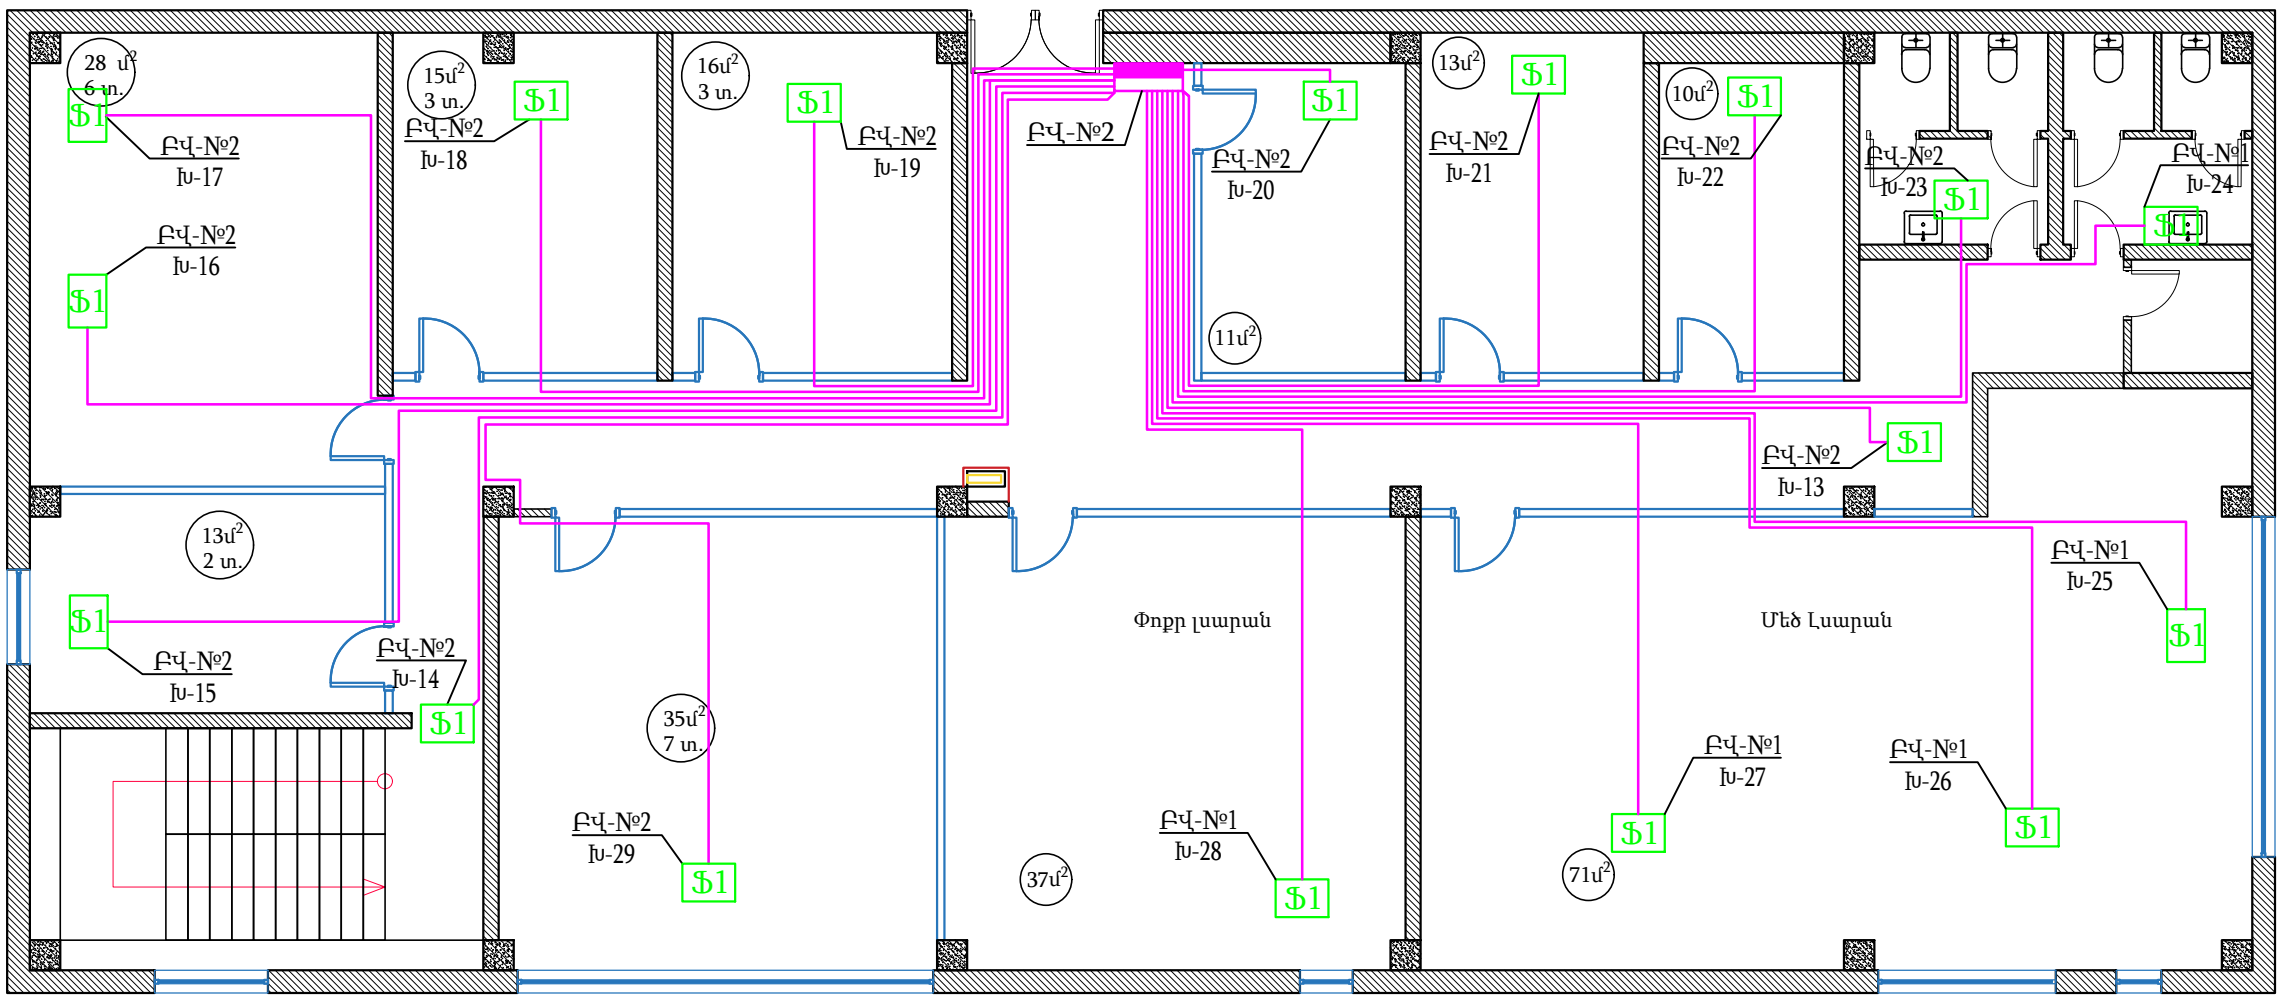 28 մ²
6 տ.
Ֆ1
ԲՎ-№2
Խ-17
ԲՎ-№2
Խ-16
Ֆ1
15մ²
3 տ.
ԲՎ-№2
Խ-18
Ֆ1
16մ²
3 տ.
Ֆ1
ԲՎ-№2
Խ-19
ԲՎ-№2
Ֆ1
ԲՎ-№2
Խ-20
11մ²
13մ²
Ֆ1
ԲՎ-№2
Խ-21
10մ²
Ֆ1
ԲՎ-№2
Խ-22
ԲՎ-№2
Խ-23
Ֆ1
ԲՎ-№1
Խ-24
Ֆ1
Ֆ1
ԲՎ-№2
Խ-13
13մ²
2 տ.
Ֆ1
ԲՎ-№2
Խ-15
ԲՎ-№2
Խ-14
Ֆ1
35մ²
7 տ.
ԲՎ-№2
Խ-29
Ֆ1
Փոքր լսարան
ԲՎ-№1
Խ-28
37մ²
Ֆ1
Մեծ Լսարան
ԲՎ-№1
Խ-25
Ֆ1
ԲՎ-№1
Խ-27
Ֆ1
71մ²
ԲՎ-№1
Խ-26
Ֆ1